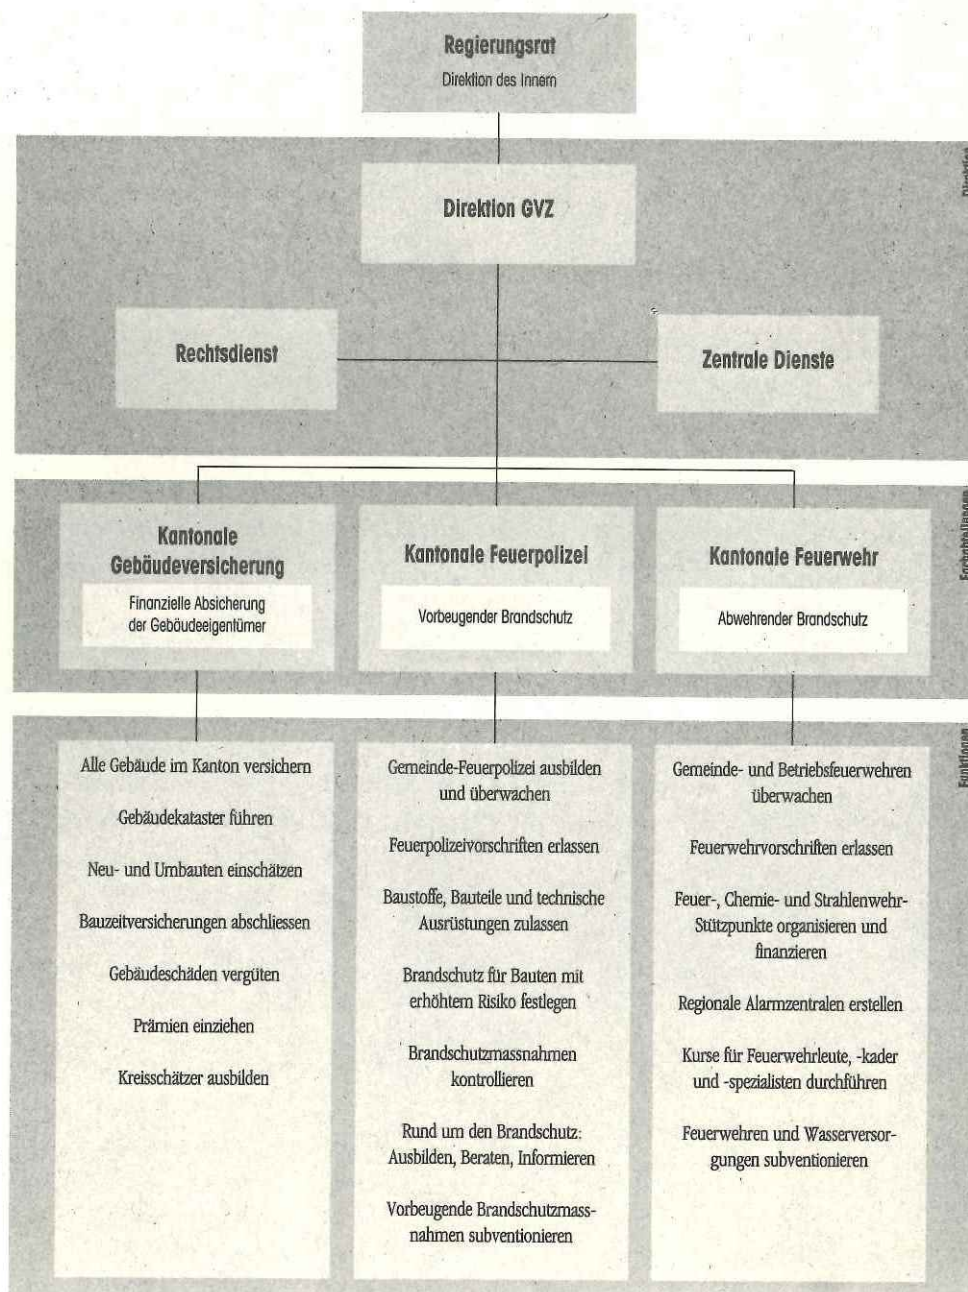 Regierungsrat
Direktion des Innern
Direktion
Direktion GVZ
Rechtsdienst
Zentrale Dienste
Fachabteilungen
Kantonale
Gebäudeversicherung
Finanzielle Absicherung
der Gebäudeeigentümer
Kantonale Feuerpolizei
Vorbeugender Brandschutz
Kantonale Feuerwehr
Abwehrender Brandschutz
Funktionen
Alle Gebäude im Kanton versichern
Gebäudekataster führen
Neu- und Umbauten einschätzen
Bauzeitversicherungen abschliessen
Gebäudeschäden vergüten
Prämien einziehen
Kreisschätzer ausbilden
Gemeinde-Feuerpolizei ausbilden
und überwachen
Feuerpolizeivorschriften erlassen
Baustoffe, Bauteile und technische
Ausrüstungen zulassen
Brandschutz für Bauten mit
erhöhtem Risiko festlegen
Brandschutzmassnahmen
kontrollieren
Rund um den Brandschutz:
Ausbilden, Beraten, Informieren
Vorbeugende Brandschutzmass-
nahmen subventionieren
Gemeinde- und Betriebsfeuerwehren
überwachen
Feuerwehrvorschriften erlassen
Feuer-, Chemie- und Strahlenwehr-
Stützpunkte organisieren und
finanzieren
Regionale Alarmzentralen erstellen
Kurse für Feuerwehrleute, -kader
und -spezialisten durchführen
Feuerwehren und Wasserversor-
gungen subventionieren